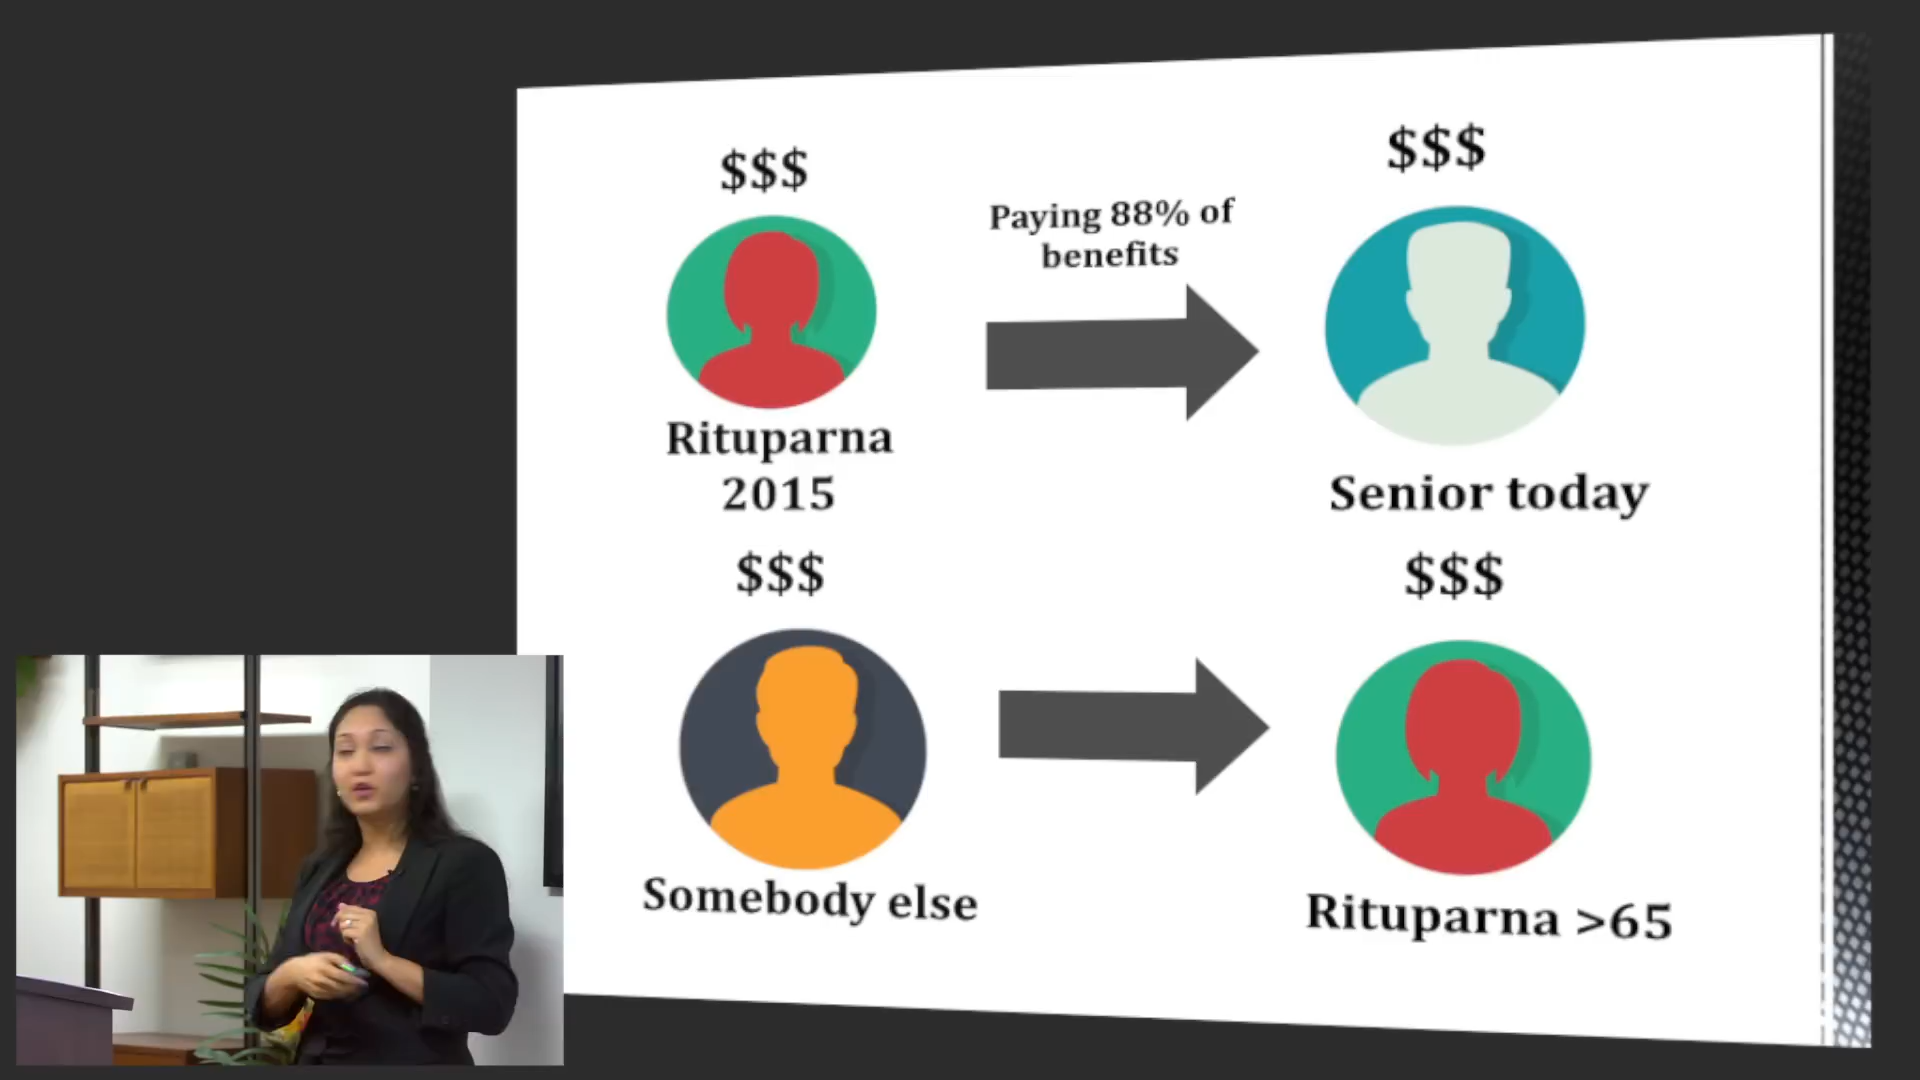 $$$
Paying 88% of
benefits
$$$
Rituparna
2015
Senior today
$$$
$$$
Somebody else
Rituparna >65